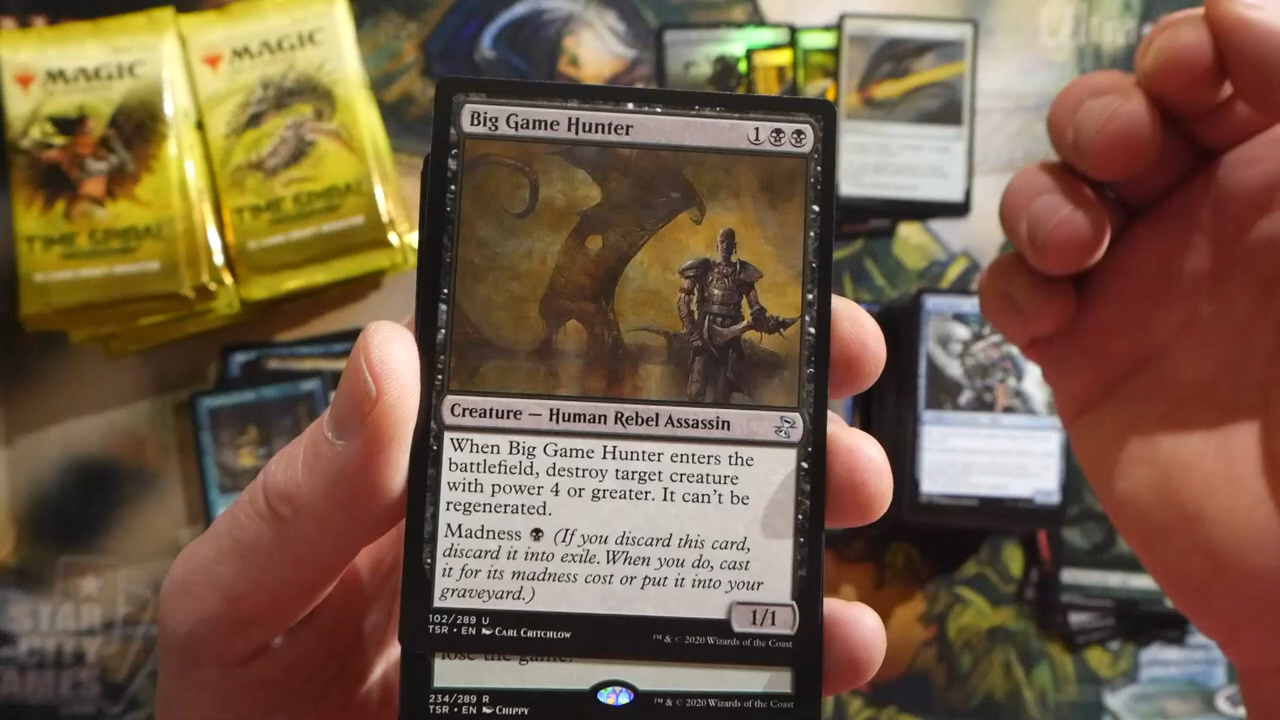 MAGIC
MAGIC
TIME SPIRAL
TIME SPIRAL
Big Game Hunter 1
Creature — Human Rebel Assassin
When Big Game Hunter enters the
battlefield, destroy target creature
with power 4 or greater. It can't be
regenerated.
Madness (If you discard this card,
discard it into exile. When you do, cast
it for its madness cost or put it into your
graveyard.)
1/1
102/289 U
TSR • EN Carl Critchlow
™ & © 2020 Wizards of the Coast
lose the game.
234/289 R
TSR • EN Chippy
™ & © 2020 Wizards of the Coast
STAR
CITY
GAMES